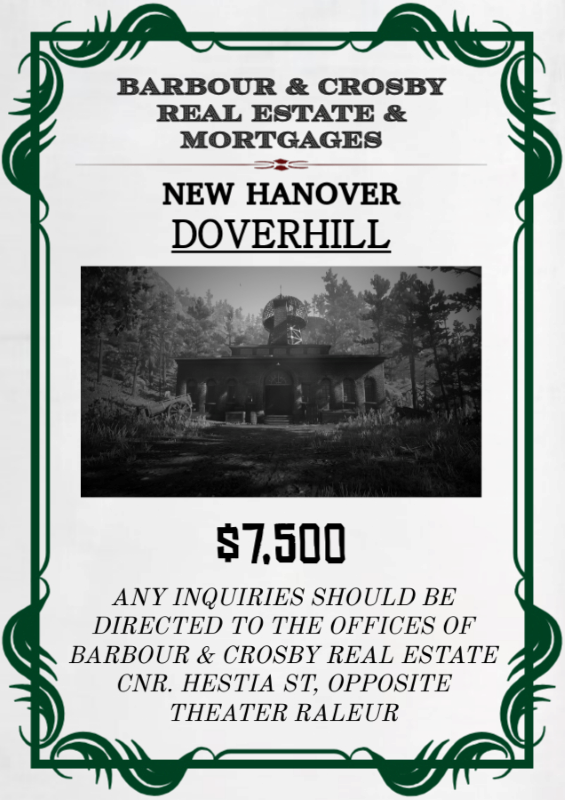 BARBOUR & CROSBY
REAL ESTATE &
MORTGAGES
NEW HANOVER
DOVERHILL
$7,500
ANY INQUIRIES SHOULD BE
DIRECTED TO THE OFFICES OF
BARBOUR & CROSBY REAL ESTATE
CNR. HESTIA ST, OPPOSITE
THEATER RALEUR